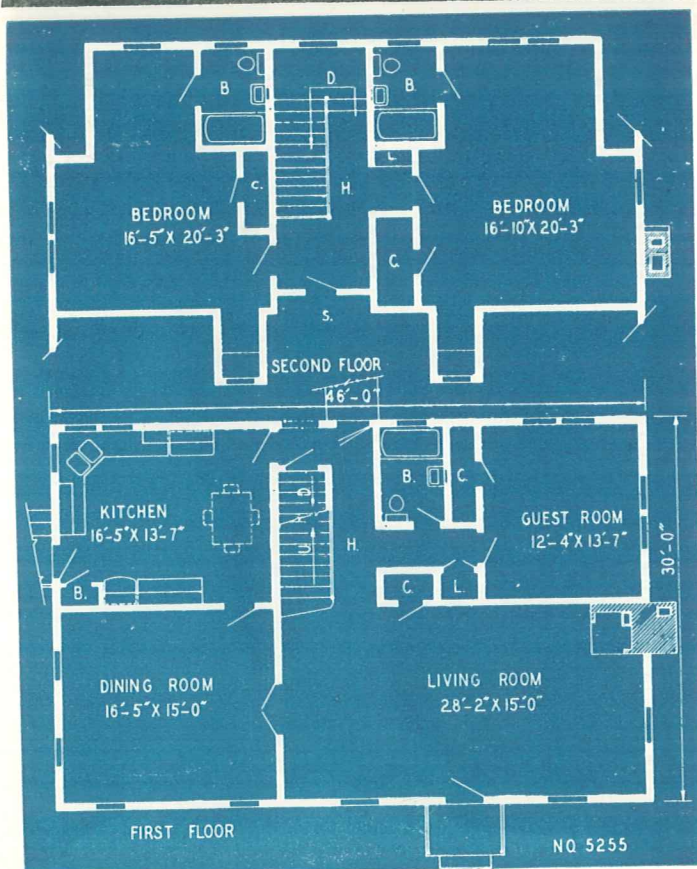 B.
D.
B.
L.
C.
H.
BEDROOM
16'-5" X 20'-3"
BEDROOM
16'-10" X 20'-3"
C.
S.
SECOND FLOOR
46'-0"
KITCHEN
16'-5" X 13'-7"
D
U
H.
B.
C.
GUEST ROOM
12'-4" X 13'-7"
30'-0"
B.
C.
L.
DINING ROOM
16'-5" X 15'-0"
LIVING ROOM
28'-2" X 15'-0"
FIRST FLOOR
NO. 5255